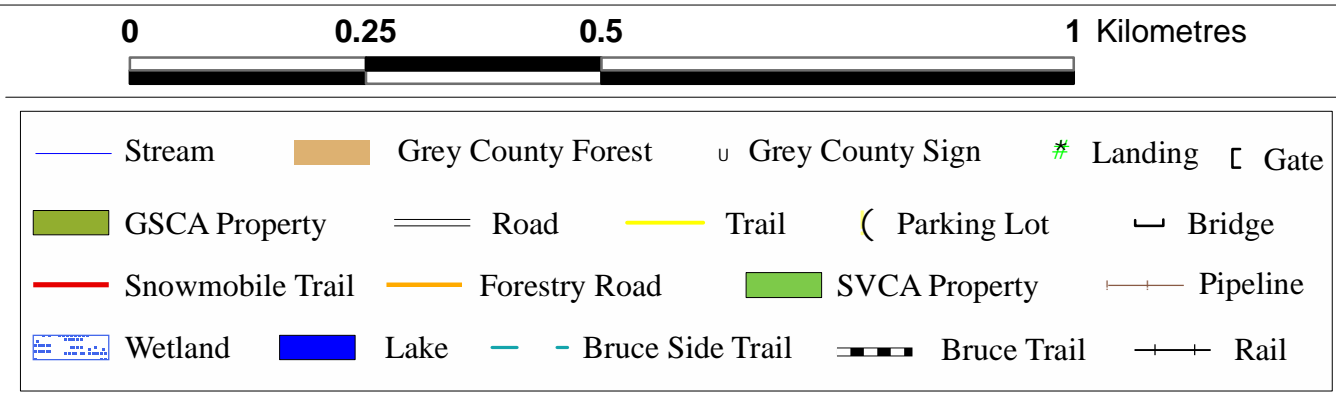 0 0.25 0.5 1 Kilometres
Stream Grey County Forest U Grey County Sign # Landing [ Gate
GSCA Property Road Trail ( Parking Lot Bridge
Snowmobile Trail Forestry Road SVCA Property Pipeline
Wetland Lake Bruce Side Trail Bruce Trail Rail